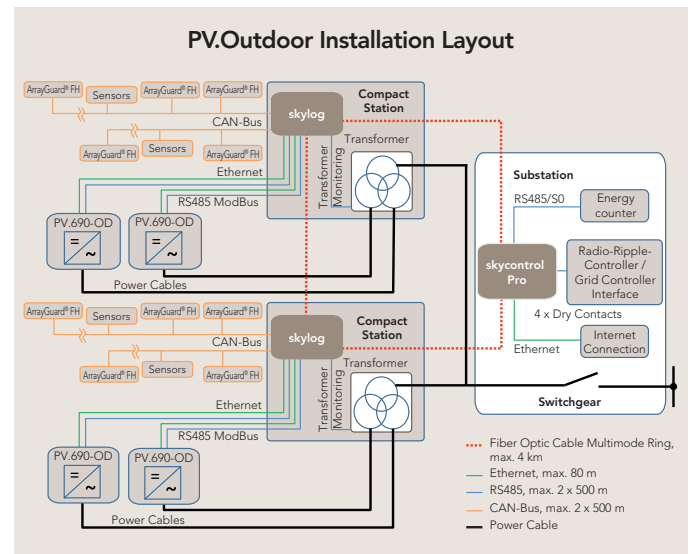 PV.Outdoor Installation Layout
ArrayGuard® FH
Sensors
ArrayGuard® FH
ArrayGuard® FH
CAN-Bus
ArrayGuard® FH
Sensors
ArrayGuard® FH
skylog
Compact
Station
Transformer
Transformer
Monitoring
Ethernet
RS485 ModBus
PV.690-OD
=
~
PV.690-OD
=
~
Power Cables
ArrayGuard® FH
Sensors
ArrayGuard® FH
ArrayGuard® FH
CAN-Bus
ArrayGuard® FH
Sensors
ArrayGuard® FH
skylog
Compact
Station
Transformer
Transformer
Monitoring
Ethernet
RS485 ModBus
PV.690-OD
=
~
PV.690-OD
=
~
Power Cables
Substation
RS485/S0
Energy
counter
skycontrol
Pro
Radio-Ripple-
Controller /
Grid Controller
Interface
4 x Dry Contacts
Ethernet
Internet
Connection
Switchgear
Fiber Optic Cable Multimode Ring,
max. 4 km
Ethernet, max. 80 m
RS485, max. 2 x 500 m
CAN-Bus, max. 2 x 500 m
Power Cable